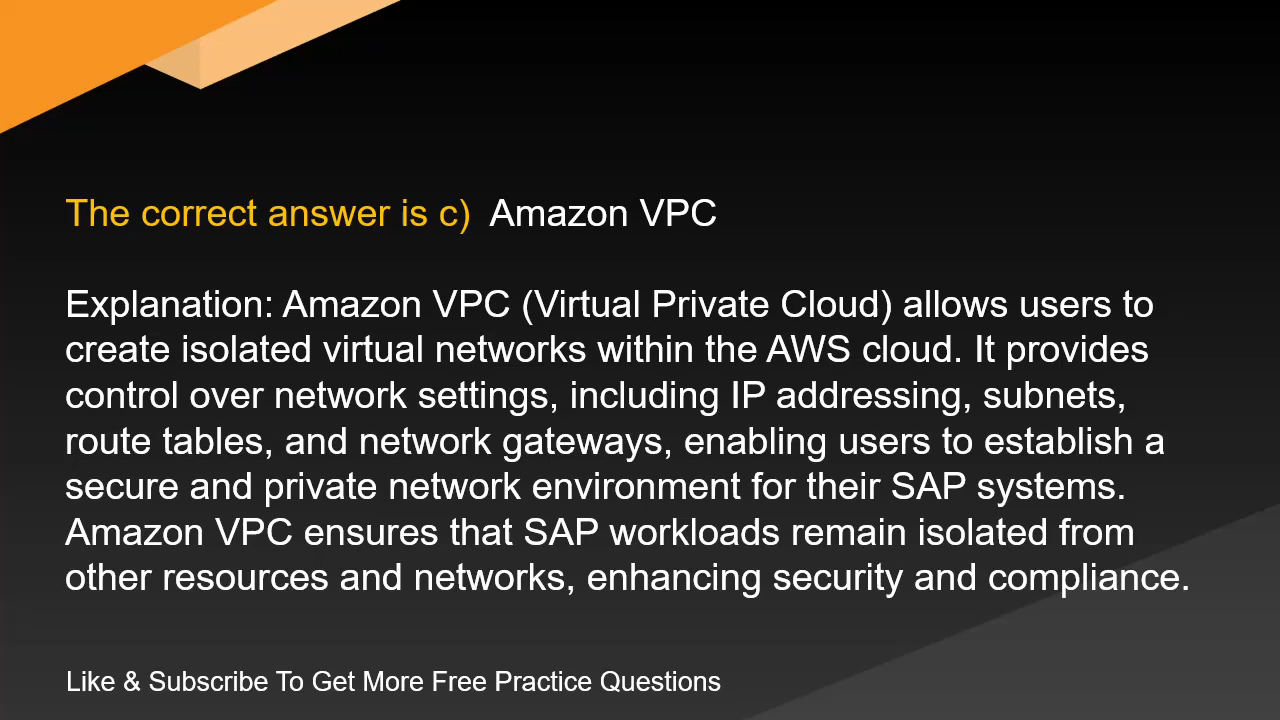 The correct answer is c)  Amazon VPC
Explanation: Amazon VPC (Virtual Private Cloud) allows users to
create isolated virtual networks within the AWS cloud. It provides
control over network settings, including IP addressing, subnets,
route tables, and network gateways, enabling users to establish a
secure and private network environment for their SAP systems.
Amazon VPC ensures that SAP workloads remain isolated from
other resources and networks, enhancing security and compliance.
Like & Subscribe To Get More Free Practice Questions